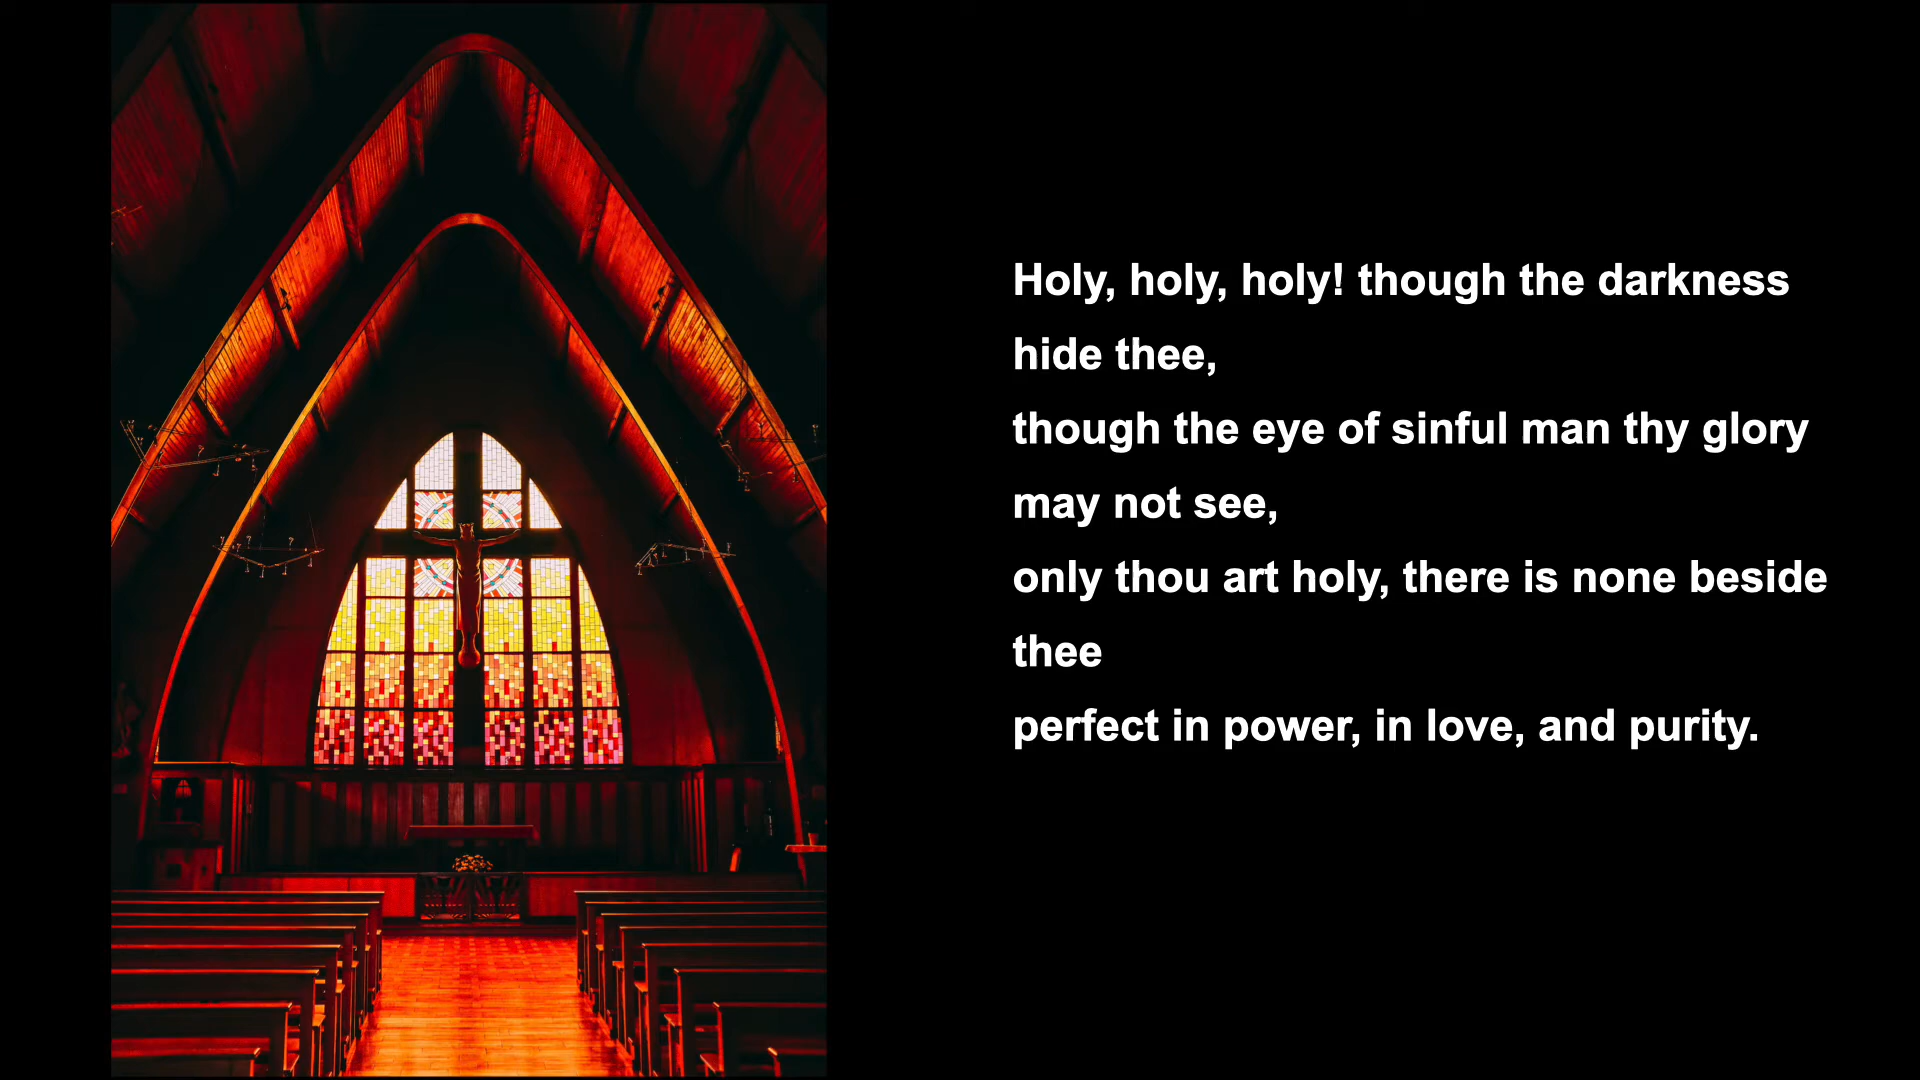 Holy, holy, holy! though the darkness
hide thee,
though the eye of sinful man thy glory
may not see,
only thou art holy, there is none beside
thee
perfect in power, in love, and purity.